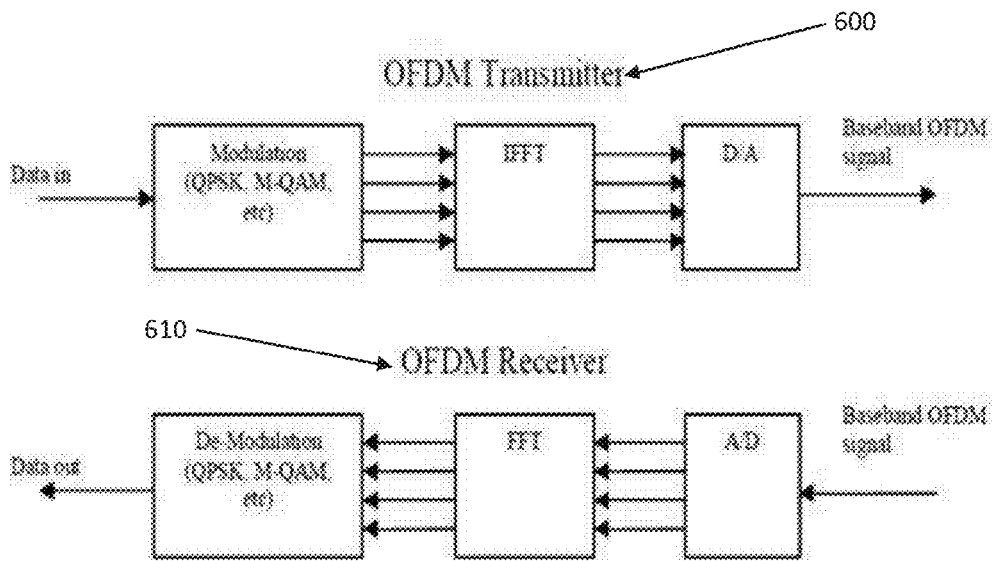 600
OFDM Transmitter
Data in
Modulation
(QPSK, M-QAM,
etc)
IFFT
D/A
Baseband OFDM
signal
610
OFDM Receiver
Data out
De-Modulation
(QPSK, M-QAM,
etc)
FFT
A/D
Baseband OFDM
signal